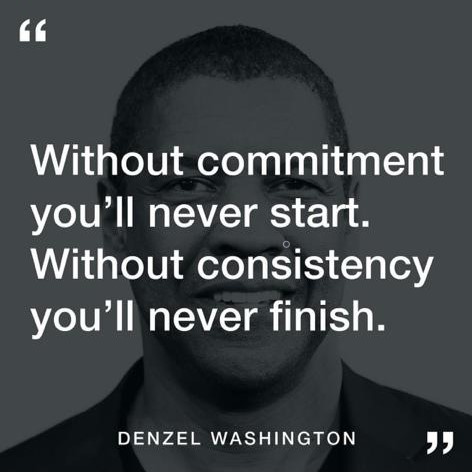 “
Without commitment
you’ll never start.
Without consistency
you’ll never finish.
DENZEL WASHINGTON
”